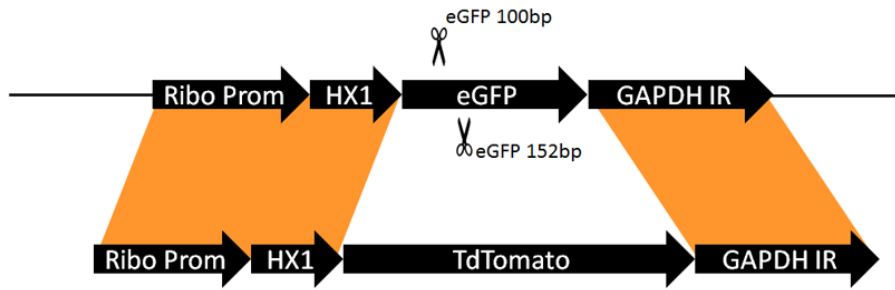 eGFP 100bp
Ribo Prom HX1 eGFP GAPDH IR
eGFP 152bp
Ribo Prom HX1 TdTomato GAPDH IR